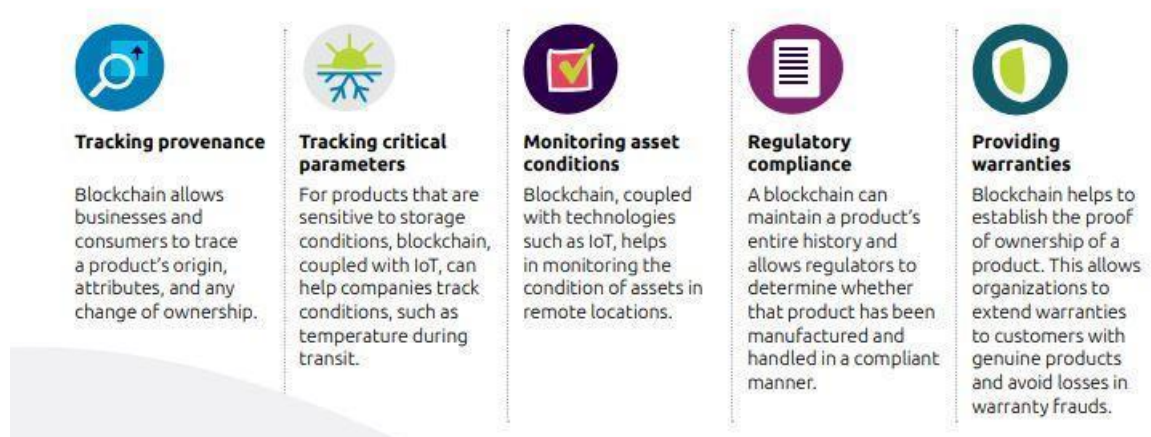 Tracking provenance
Blockchain allows
businesses and
consumers to trace
a product's origin,
attributes, and any
change of ownership.
Tracking critical
parameters
For products that are
sensitive to storage
conditions, blockchain,
coupled with IoT, can
help companies track
conditions, such as
temperature during
transit.
Monitoring asset
conditions
Blockchain, coupled
with technologies
such as IoT, helps
in monitoring the
condition of assets in
remote locations.
Regulatory
compliance
A blockchain can
maintain a product's
entire history and
allows regulators to
determine whether
that product has been
manufactured and
handled in a compliant
manner.
Providing
warranties
Blockchain helps to
establish the proof
of ownership of a
product. This allows
organizations to
extend warranties
to customers with
genuine products
and avoid losses in
warranty frauds.